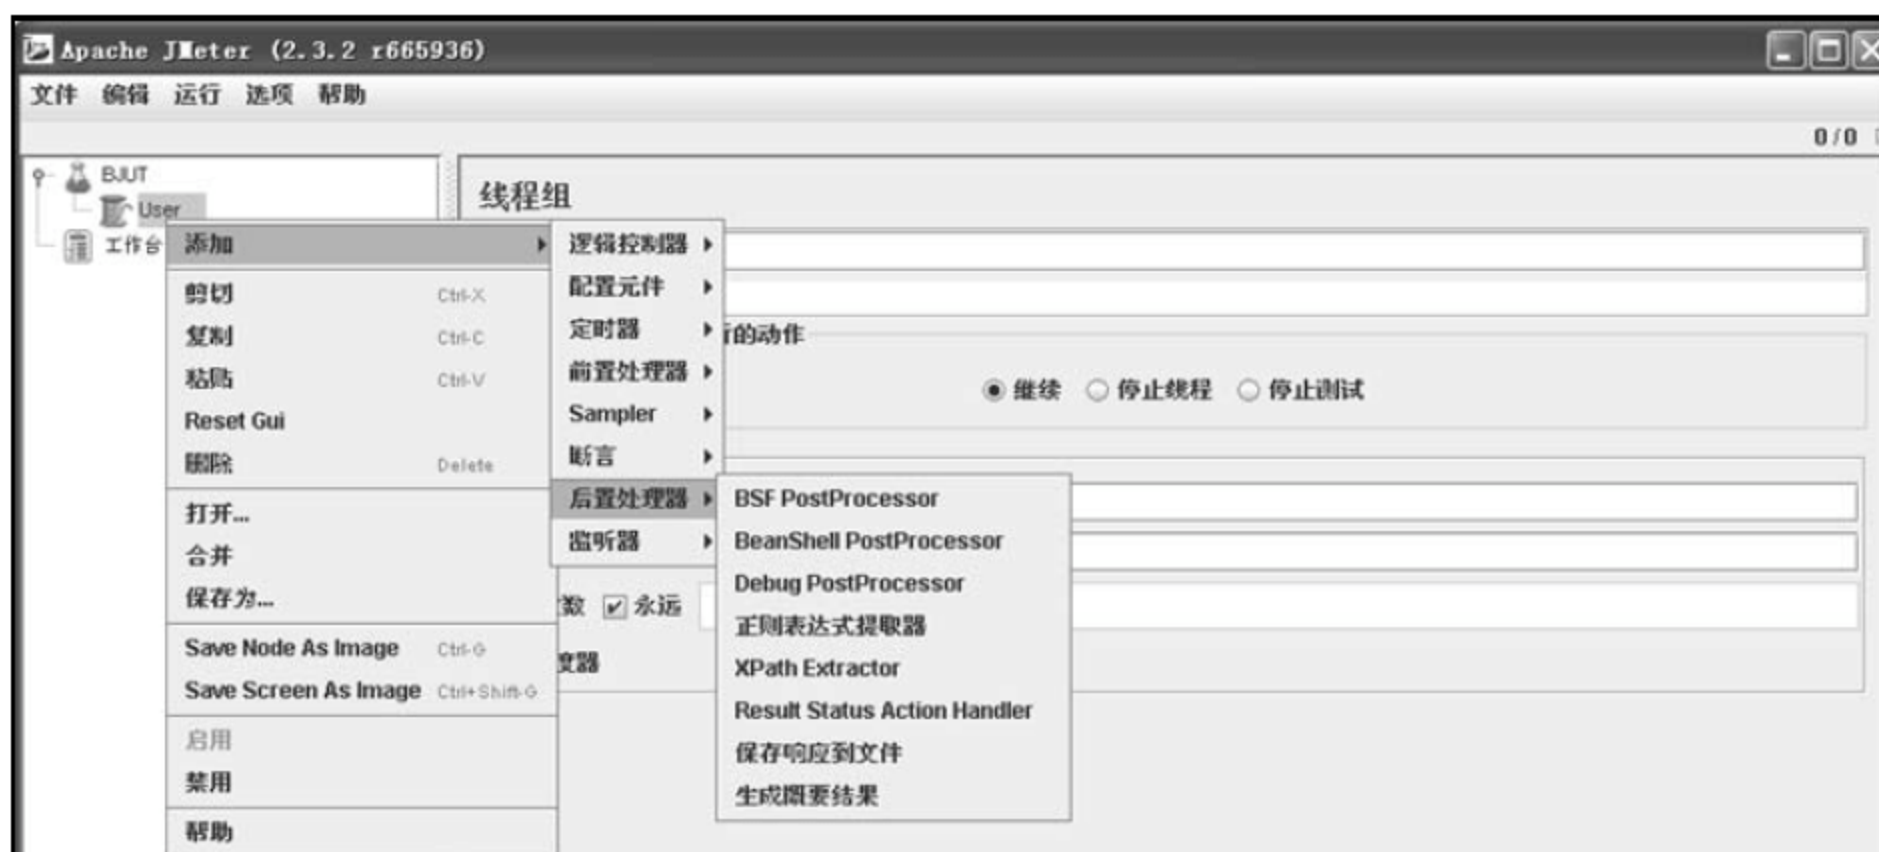 Apache JMeter (2.3.2 r665936)
文件 编辑 运行 选项 帮助
0/0
BJUT
User
工作台
线程组
添加
剪切 Ctrl-X
复制 Ctrl-C
粘贴 Ctrl-V
Reset Gui
删除 Delete
打开...
合并
保存为...
Save Node As Image Ctrl-G
Save Screen As Image Ctrl+Shift-G
启用
禁用
帮助
逻辑控制器
配置元件
定时器
前置处理器
Sampler
断言
后置处理器
监听器
BSF PostProcessor
BeanShell PostProcessor
Debug PostProcessor
正则表达式提取器
XPath Extractor
Result Status Action Handler
保存响应到文件
生成概要结果
的动作
继续 停止线程 停止测试
数 永远
度器